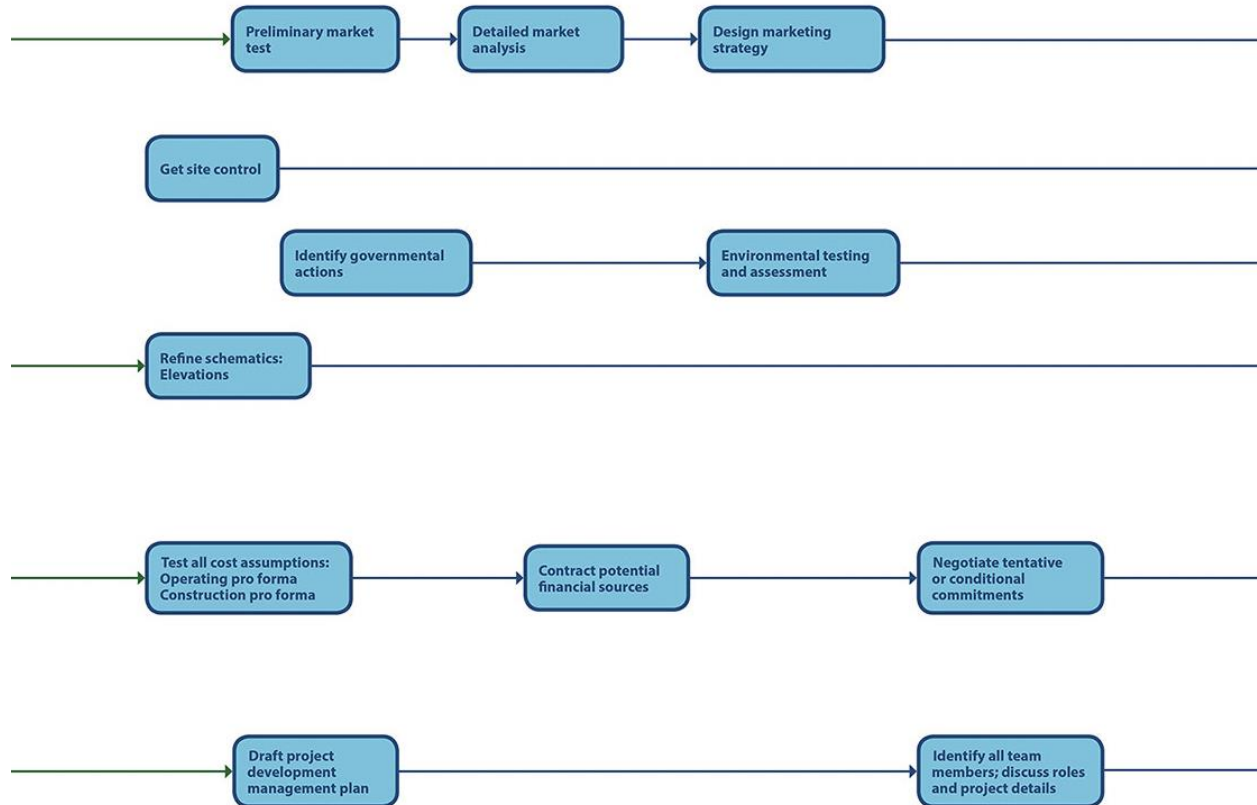 Preliminary market
test
Detailed market
analysis
Design marketing
strategy
Get site control
Identify governmental
actions
Environmental testing
and assessment
Refine schematics:
Elevations
Test all cost assumptions:
Operating pro forma
Construction pro forma
Contract potential
financial sources
Negotiate tentative
or conditional
commitments
Draft project
development
management plan
Identify all team
members; discuss roles
and project details